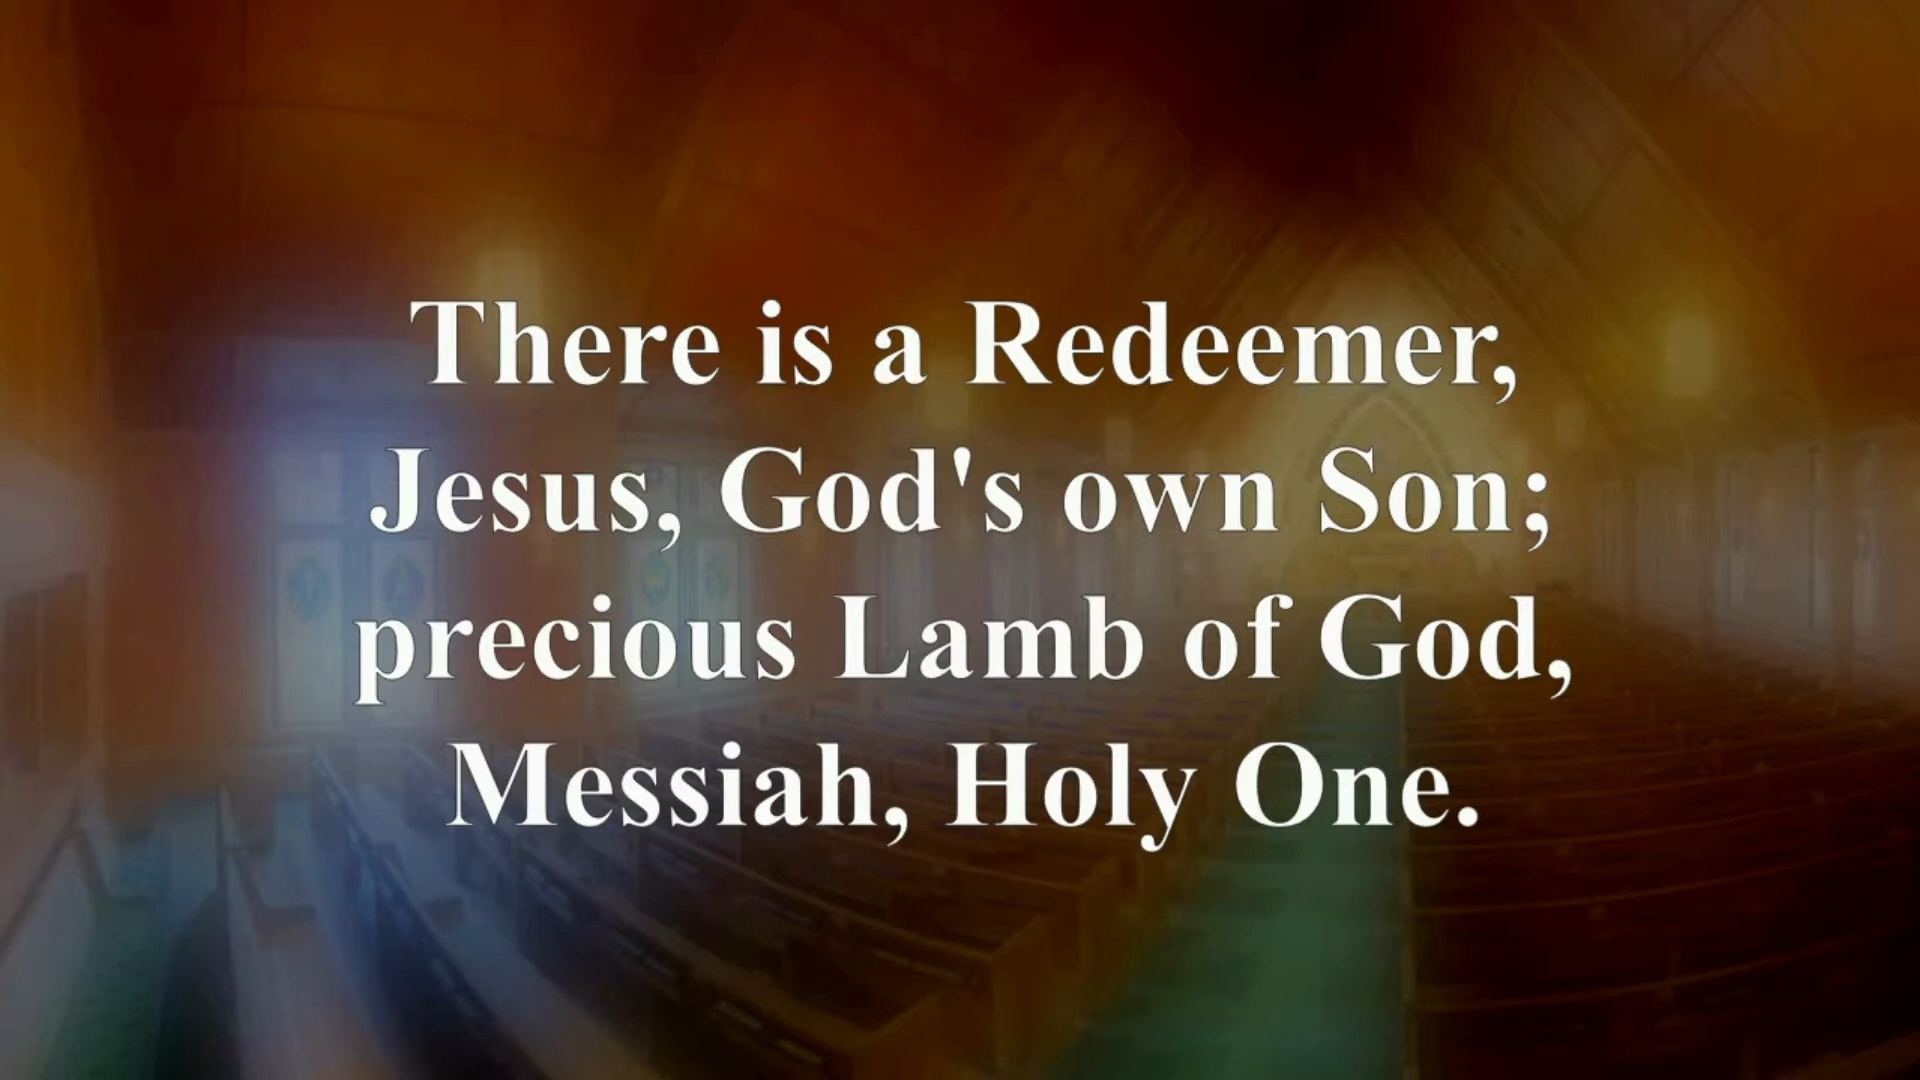 There is a Redeemer,
Jesus, God's own Son;
precious Lamb of God,
Messiah, Holy One.